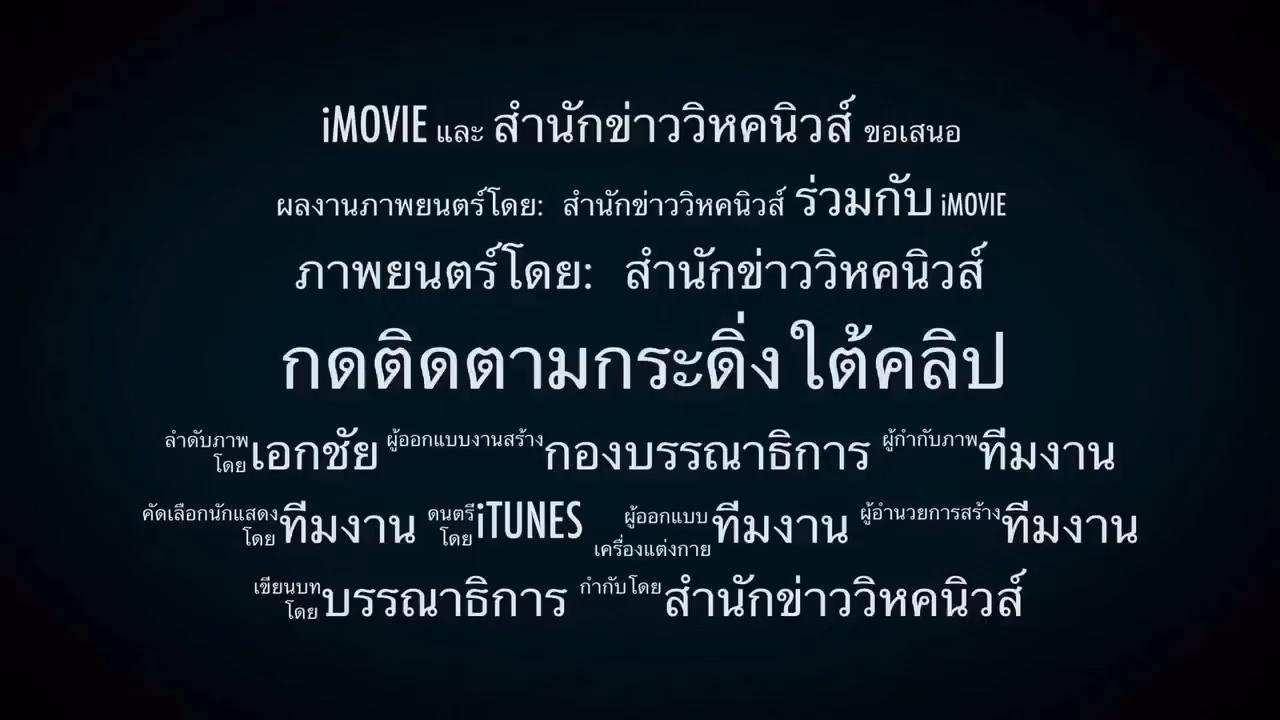 iMOVIE และ สำนักข่าววิหคนิวส์ ขอเสนอ
ผลงานภาพยนตร์โดย: สำนักข่าววิหคนิวส์ ร่วมกับ iMOVIE
ภาพยนตร์โดย: สำนักข่าววิหคนิวส์
กดติดตามกระดิ่ง ใต้คลิป
ลำดับภาพโดย เอกชัย ผู้ออกแบบงานสร้าง กองบรรณาธิการ ผู้กำกับภาพ ทีมงาน
คัดเลือกนักแสดงโดย ทีมงาน ดนตรีโดย iTUNES ผู้ออกแบบเครื่องแต่งกาย ทีมงาน ผู้อำนวยการสร้าง ทีมงาน
เขียนบทโดย บรรณาธิการ กำกับโดย สำนักข่าววิหคนิวส์